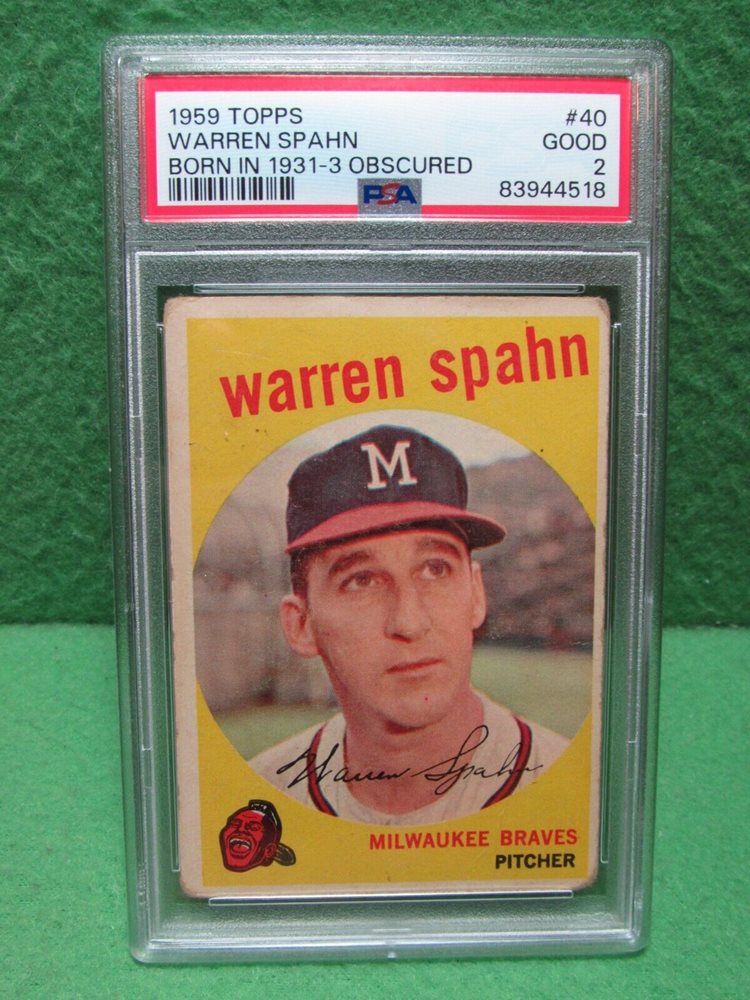 1959 TOPPS #40
WARREN SPAHN GOOD
BORN IN 1931-3 OBSCURED 2
PSA 83944518
warren spahn
M
Warren Spahn
MILWAUKEE BRAVES
PITCHER